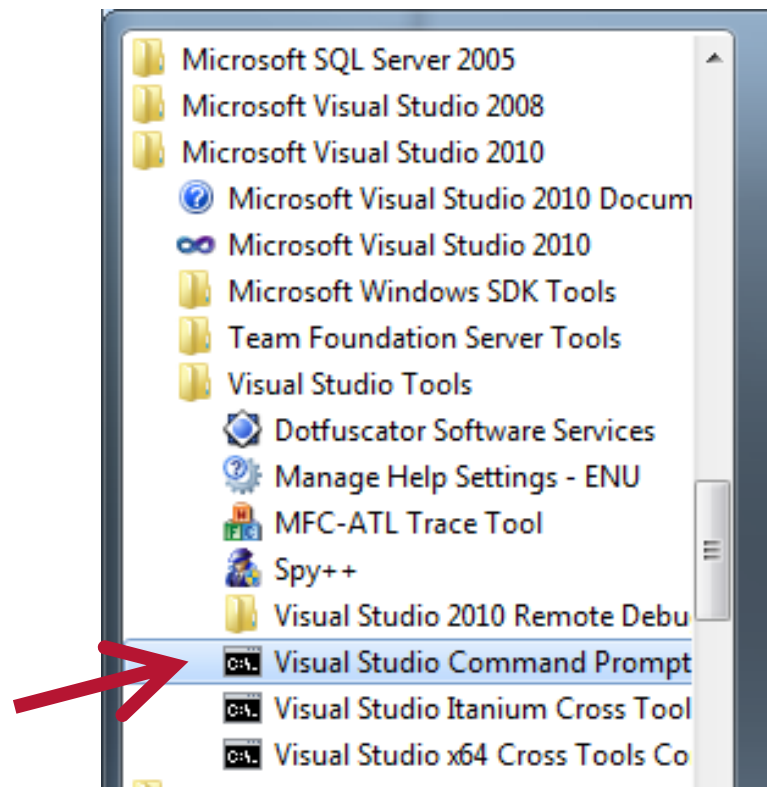 Microsoft SQL Server 2005
Microsoft Visual Studio 2008
Microsoft Visual Studio 2010
Microsoft Visual Studio 2010 Docum
Microsoft Visual Studio 2010
Microsoft Windows SDK Tools
Team Foundation Server Tools
Visual Studio Tools
Dotfuscator Software Services
Manage Help Settings - ENU
MFC-ATL Trace Tool
Spy++
Visual Studio 2010 Remote Debu
C:\_ Visual Studio Command Prompt
C:\_ Visual Studio Itanium Cross Tool
C:\_ Visual Studio x64 Cross Tools Co